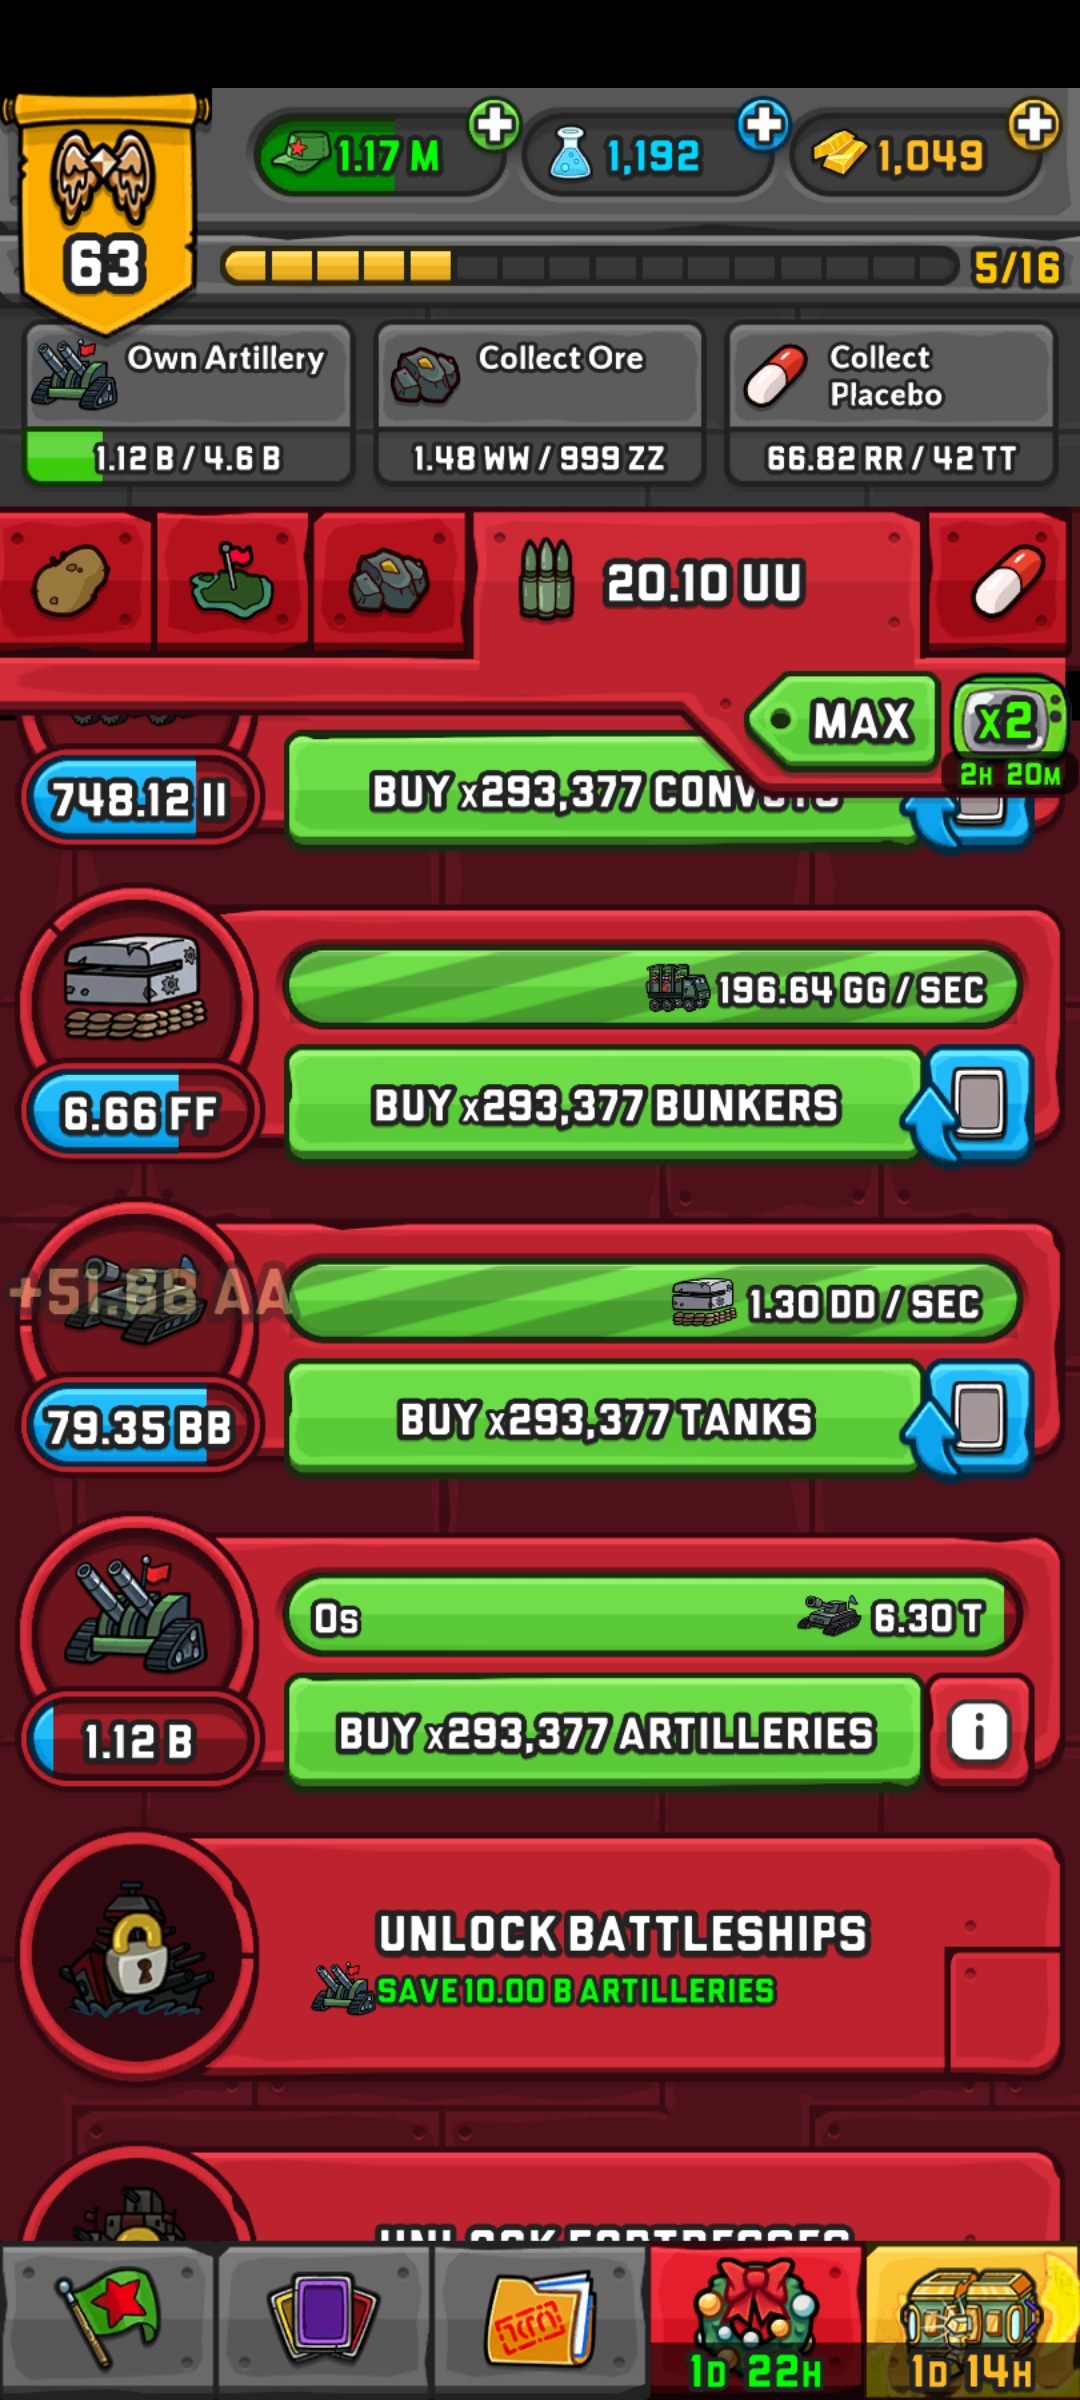 1.17 M
1,192
1,049
63
5/16
Own Artillery
1.12 B / 4.6 B
Collect Ore
1.48 WW / 999 ZZ
Collect
Placebo
66.82 RR / 42 TT
20.10 UU
MAX
x2
2H 20M
748.12 II
BUY x293,377
196.64 GG / SEC
6.66 FF
BUY x293,377 BUNKERS
+51.68 AA
1.30 DD / SEC
79.35 BB
BUY x293,377 TANKS
0s
6.30 T
1.12 B
BUY x293,377 ARTILLERIES
i
UNLOCK BATTLESHIPS
SAVE 10.00 B ARTILLERIES
1D 22H
1D 14H